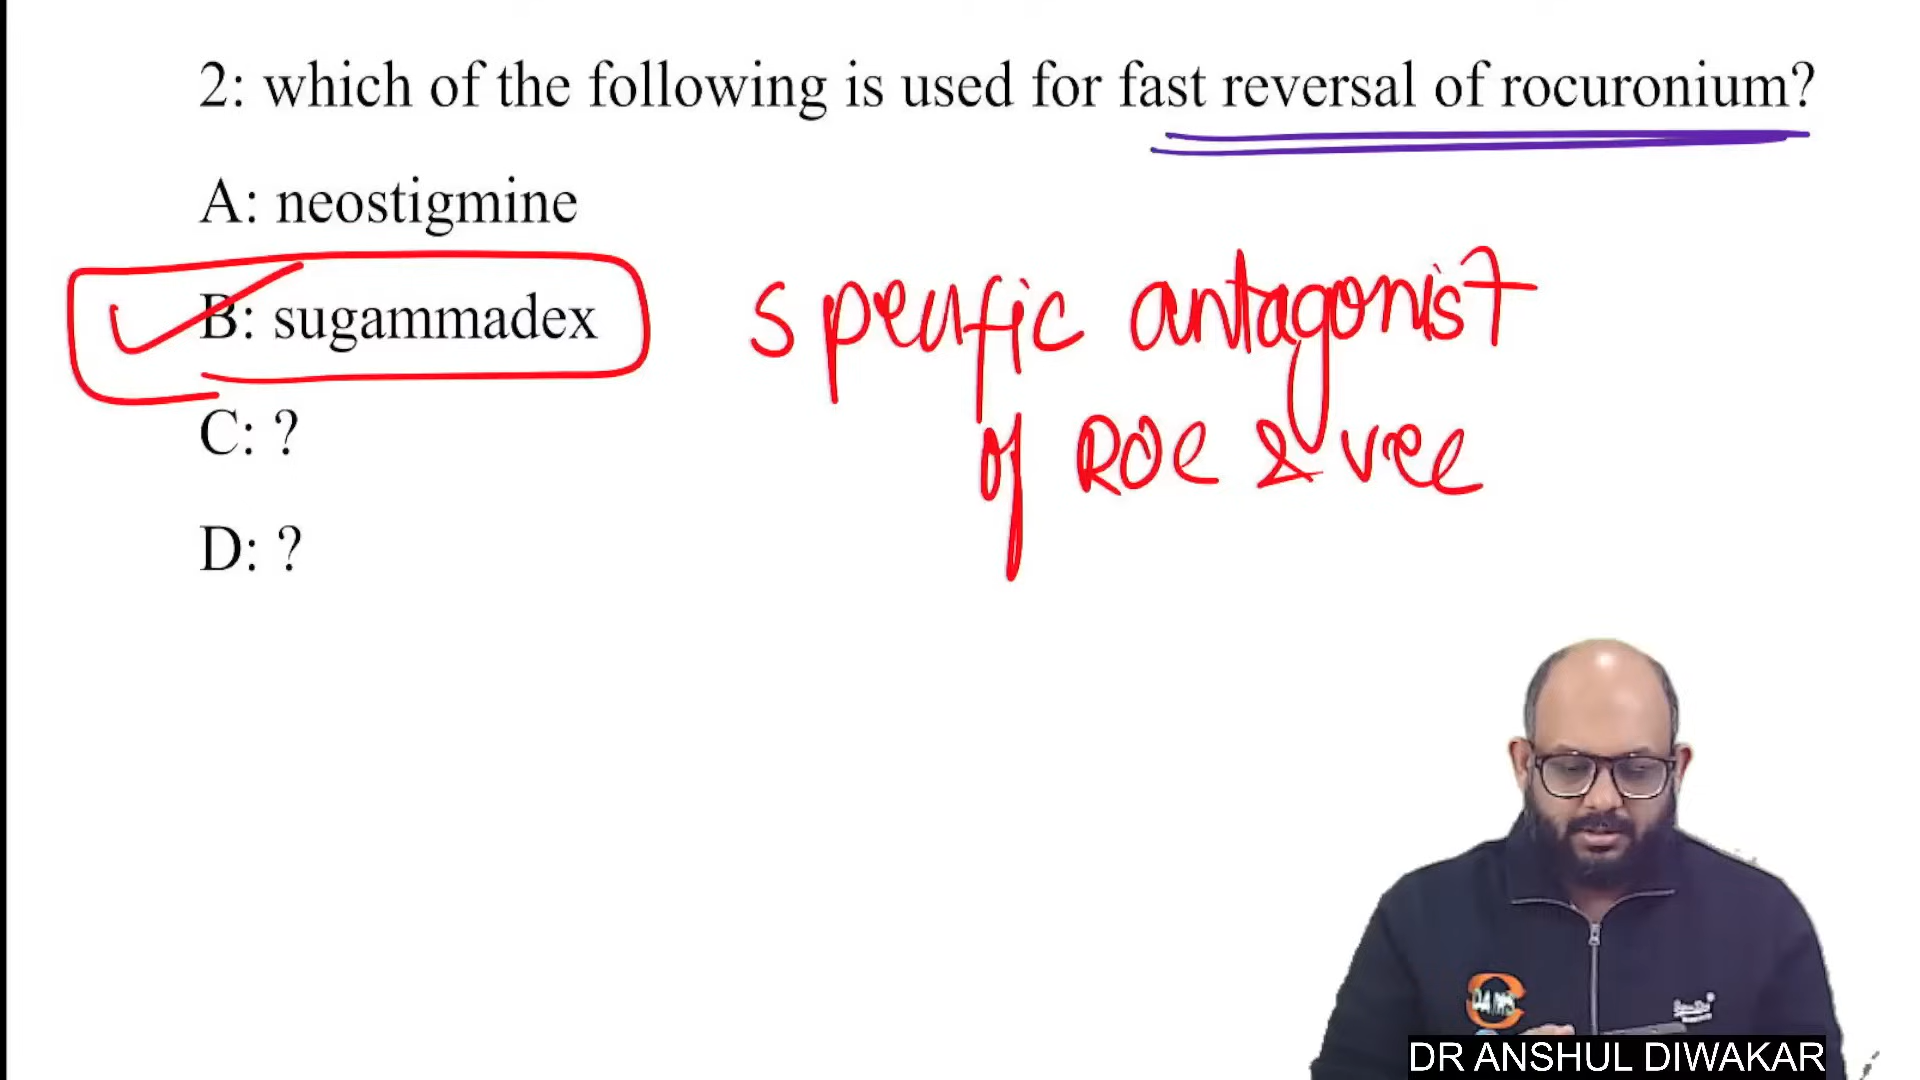 2: which of the following is used for fast reversal of rocuronium?
A: neostigmine
B: sugammadex
specific antagonist
of ROC & vec
C: ?
D: ?
DAMS
DR ANSHUL DIWAKAR